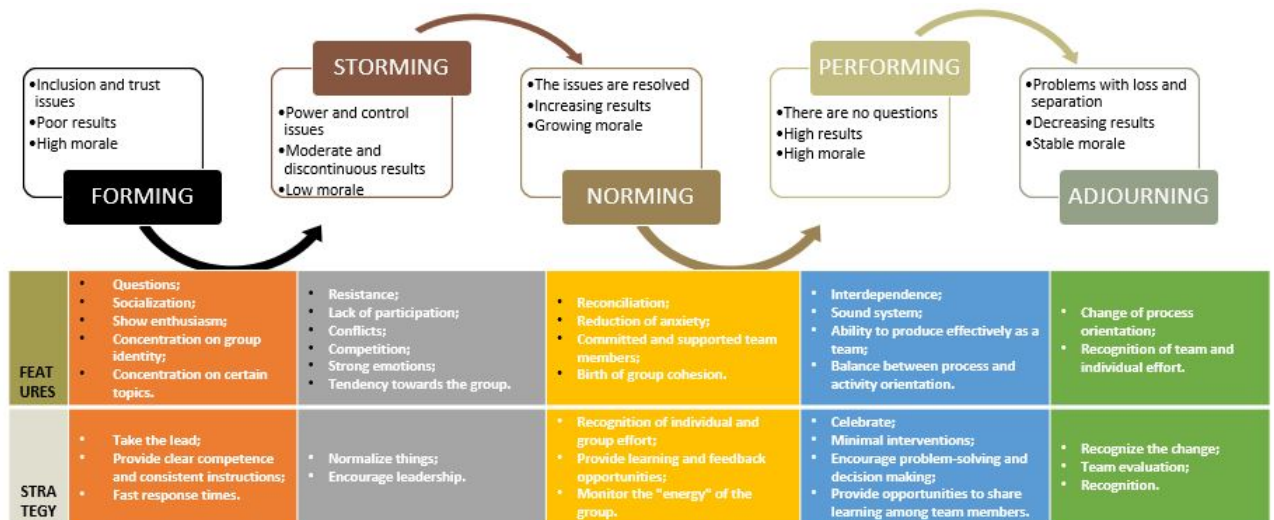 •Inclusion and trust
issues
•Poor results
•High morale
FORMING
STORMING
•Power and control
issues
•Moderate and
discontinuous results
•Low morale
•The issues are resolved
•Increasing results
•Growing morale
NORMING
PERFORMING
•There are no questions
•High results
•High morale
•Problems with loss and
separation
•Decreasing results
•Stable morale
ADJOURNING
FEAT
URES
• Questions;
• Socialization;
• Show enthusiasm;
• Concentration on group
identity;
• Concentration on certain
topics.
• Resistance;
• Lack of participation;
• Conflicts;
• Competition;
• Strong emotions;
• Tendency towards the group.
• Reconciliation;
• Reduction of anxiety;
• Committed and supported team
members;
• Birth of group cohesion.
• Interdependence;
• Sound system;
• Ability to produce effectively as a
team;
• Balance between process and
activity orientation.
• Change of process
orientation;
• Recognition of team and
individual effort.
STRA
TEGY
• Take the lead;
• Provide clear competence
and consistent instructions;
• Fast response times.
• Normalize things;
• Encourage leadership.
• Recognition of individual and
group effort;
• Provide learning and feedback
opportunities;
• Monitor the "energy" of the
group.
• Celebrate;
• Minimal interventions;
• Encourage problem-solving and
decision making;
• Provide opportunities to share
learning among team members.
• Recognize the change;
• Team evaluation;
• Recognition.